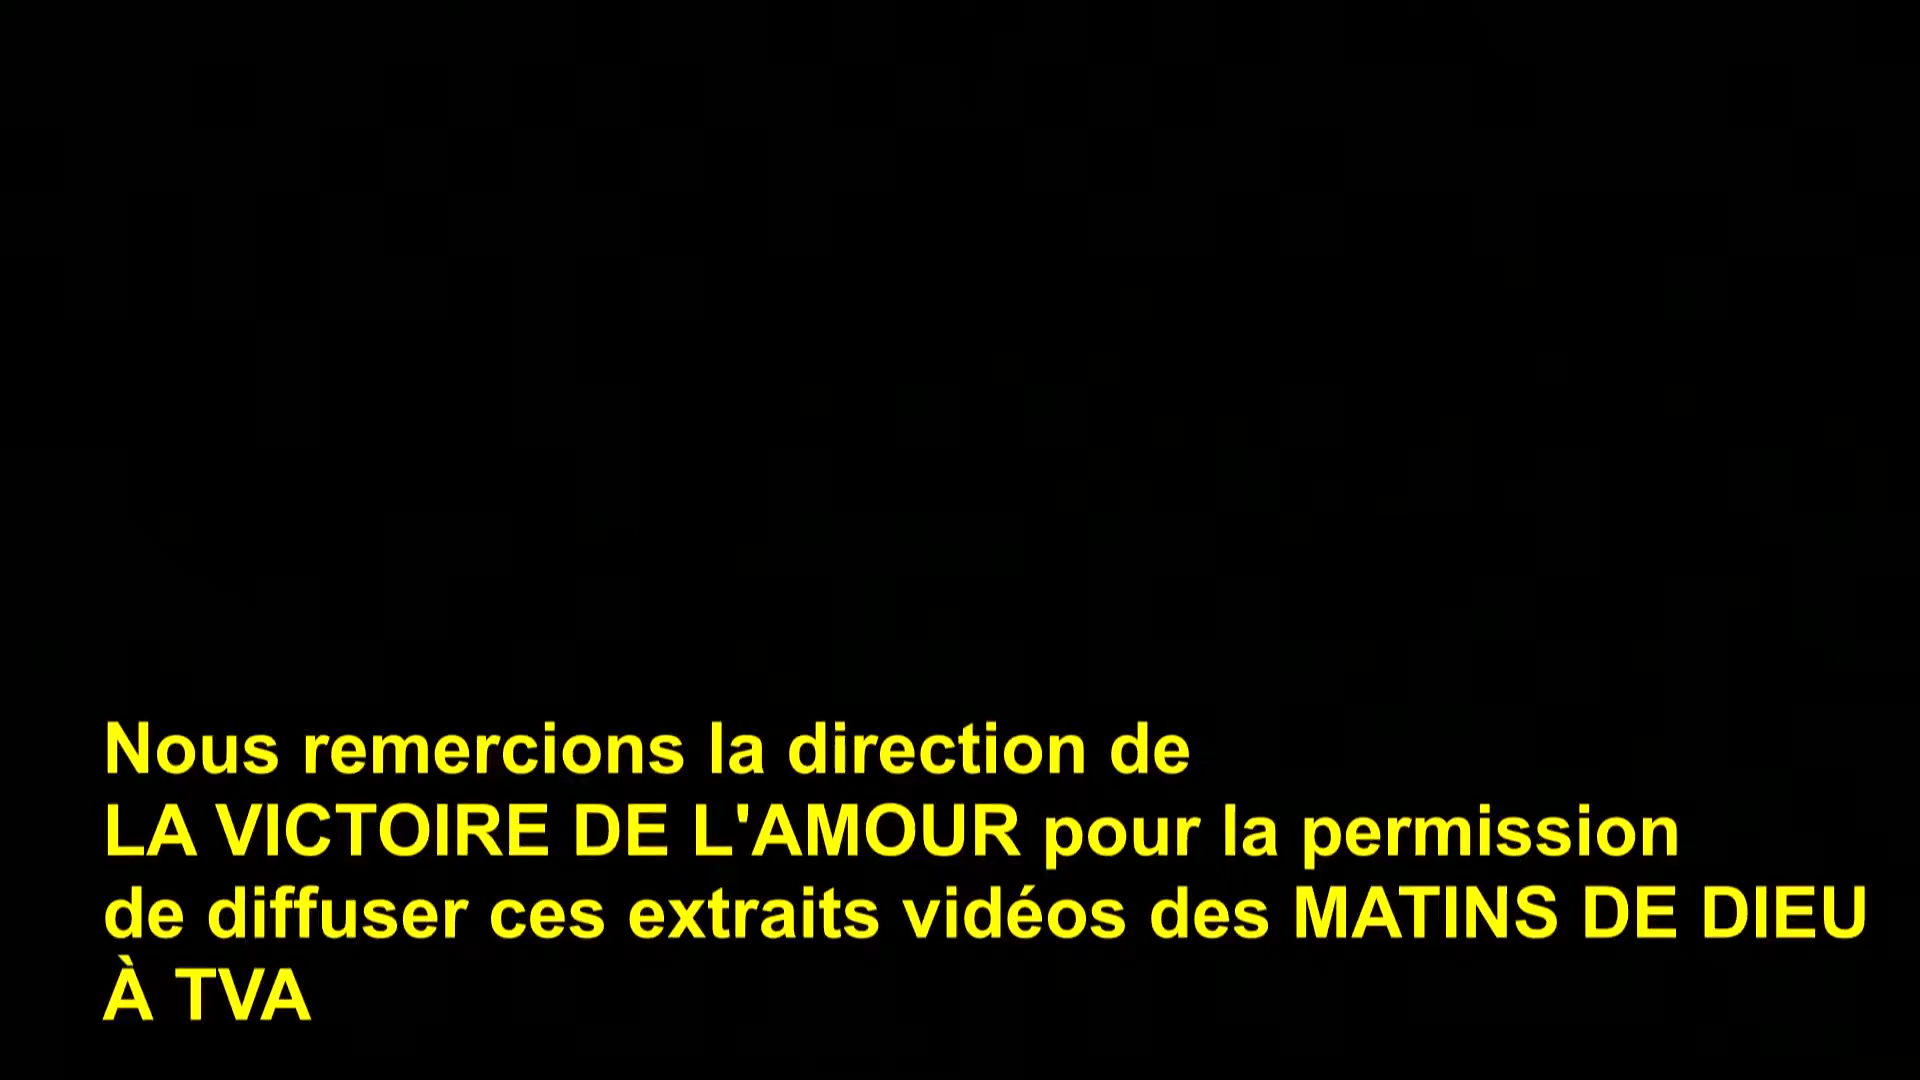 Nous remercions la direction de
LA VICTOIRE DE L'AMOUR pour la permission
de diffuser ces extraits vidéos des MATINS DE DIEU
À TVA